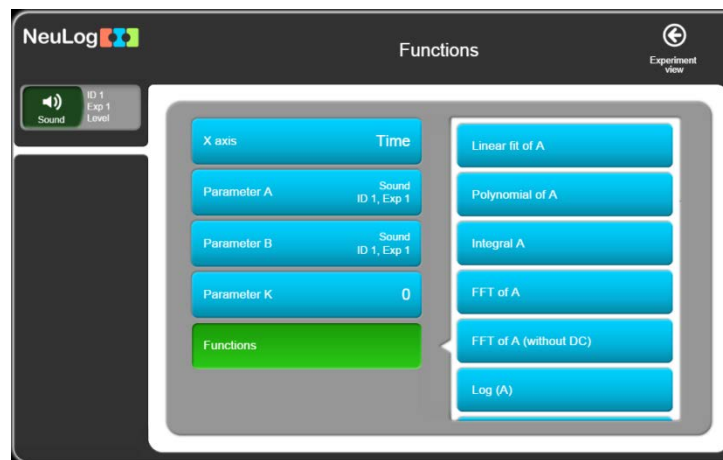 NeuLog
Functions
Experiment
view
Sound
ID 1
Exp 1
Level
X axis Time
Parameter A Sound
ID 1, Exp 1
Parameter B Sound
ID 1, Exp 1
Parameter K 0
Functions
Linear fit of A
Polynomial of A
Integral A
FFT of A
FFT of A (without DC)
Log (A)